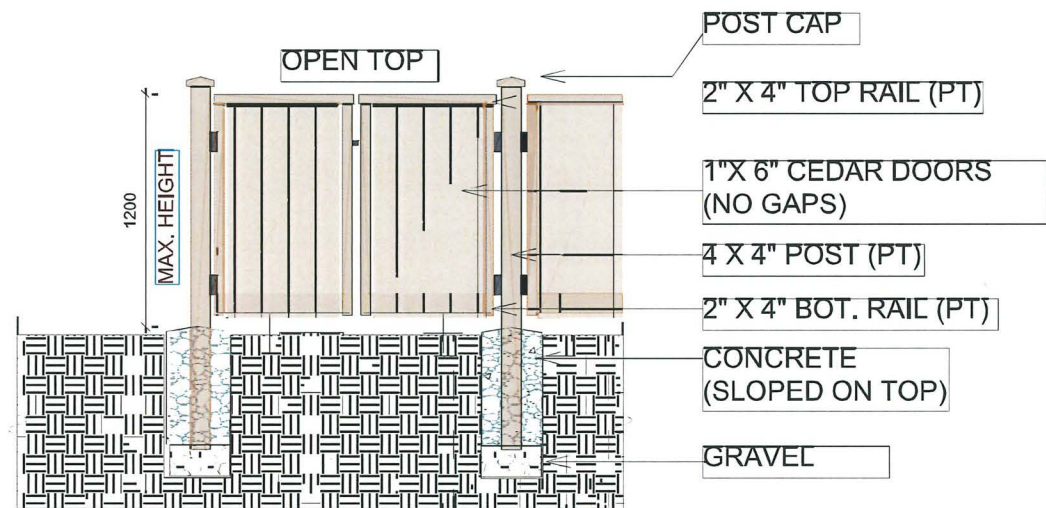 POST CAP
OPEN TOP
2" X 4" TOP RAIL (PT)
1200
MAX. HEIGHT
1"X 6" CEDAR DOORS
(NO GAPS)
4 X 4" POST (PT)
2" X 4" BOT. RAIL (PT)
CONCRETE
(SLOPED ON TOP)
GRAVEL